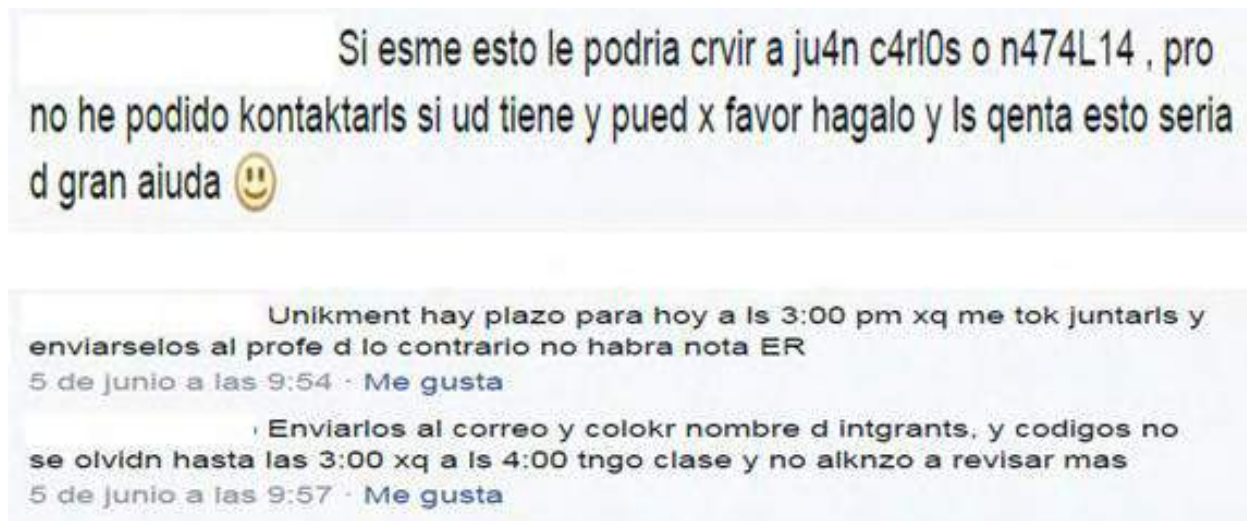 Si esme esto le podria crvir a ju4n c4rl0s o n474L14 , pro
no he podido kontaktarls si ud tiene y pued x favor hagalo y ls qenta esto seria
d gran aiuda
Unikment hay plazo para hoy a ls 3:00 pm xq me tok juntarls y
enviarselos al profe d lo contrario no habra nota ER
5 de junio a las 9:54 · Me gusta
Enviarlos al correo y colokr nombre d intgrants, y codigos no
se olvidn hasta las 3:00 xq a ls 4:00 tngo clase y no alknzo a revisar mas
5 de junio a las 9:57 · Me gusta